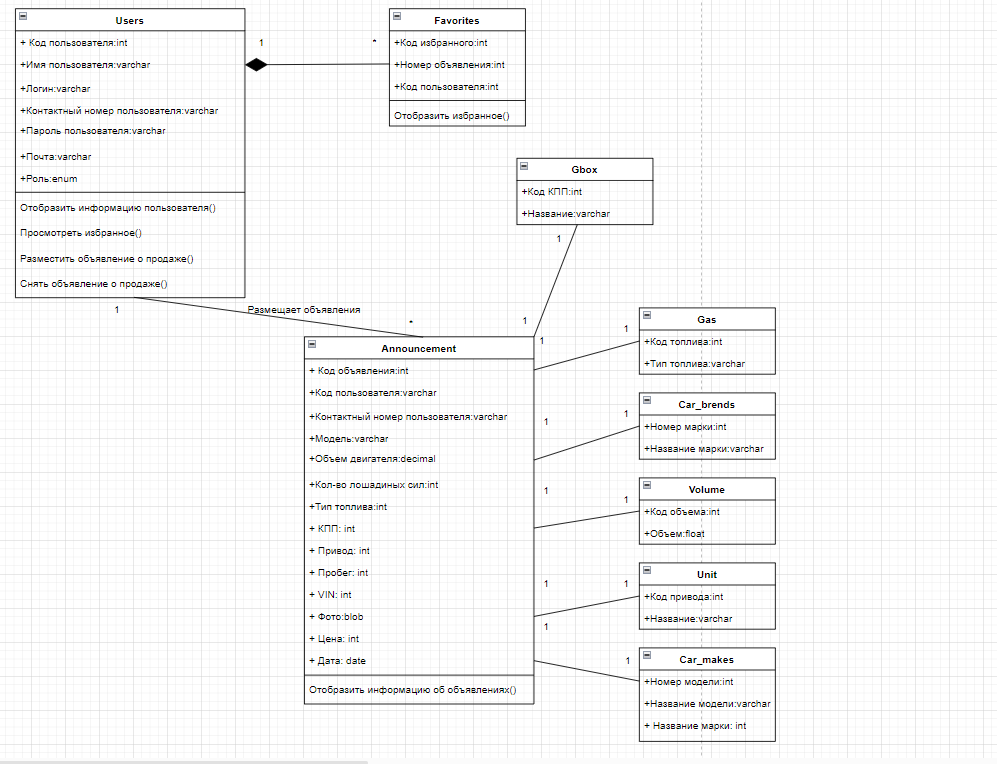 Users
+ Код пользователя:int
+Имя пользователя:varchar
+Логин:varchar
+Контактный номер пользователя:varchar
+Пароль пользователя:varchar
+Почта:varchar
+Роль:enum
Отобразить информацию пользователя()
Просмотреть избранное()
Разместить объявление о продаже()
Снять объявление о продаже()
1
*
Favorites
+Код избранного:int
+Номер объявления:int
+Код пользователя:int
Отобразить избранное()
Gbox
+Код КПП:int
+Название:varchar
1
1
1
Размещает объявления
*
Announcement
+ Код объявления:int
+Код пользователя:varchar
+Контактный номер пользователя:varchar
+Модель:varchar
+Объем двигателя:decimal
+Кол-во лошадиных сил:int
+Тип топлива:int
+ КПП: int
+ Привод: int
+ Пробег: int
+ VIN: int
+ Фото:blob
+ Цена: int
+ Дата: date
Отобразить информацию об объявлениях()
1
1
Gas
+Код топлива:int
+Тип топлива:varchar
1
1
Car_brends
+Номер марки:int
+Название марки:varchar
1
1
Volume
+Код объема:int
+Объем:float
1
1
Unit
+Код привода:int
+Название:varchar
1
1
Car_makes
+Номер модели:int
+Название модели:varchar
+ Название марки: int